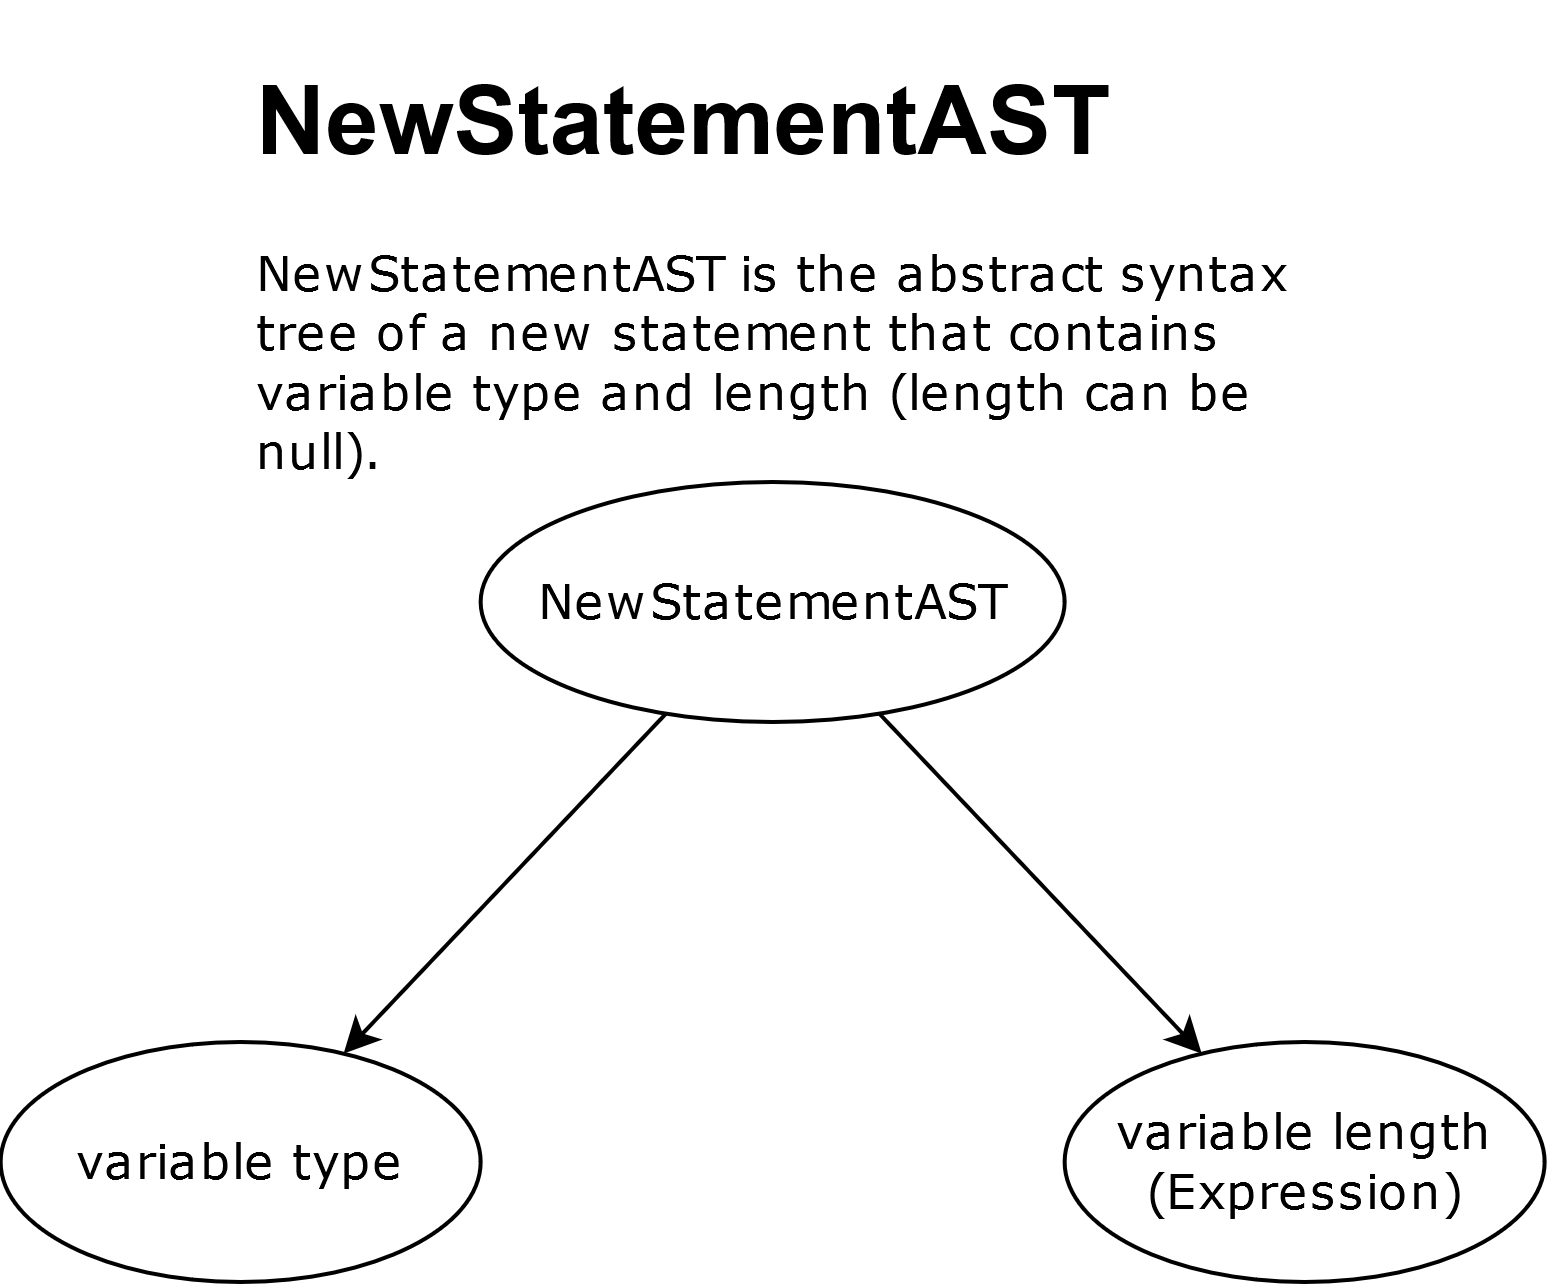 NewStatementAST
NewStatementAST is the abstract syntax
tree of a new statement that contains
variable type and length (length can be
null).
NewStatementAST
variable type
variable length
(Expression)